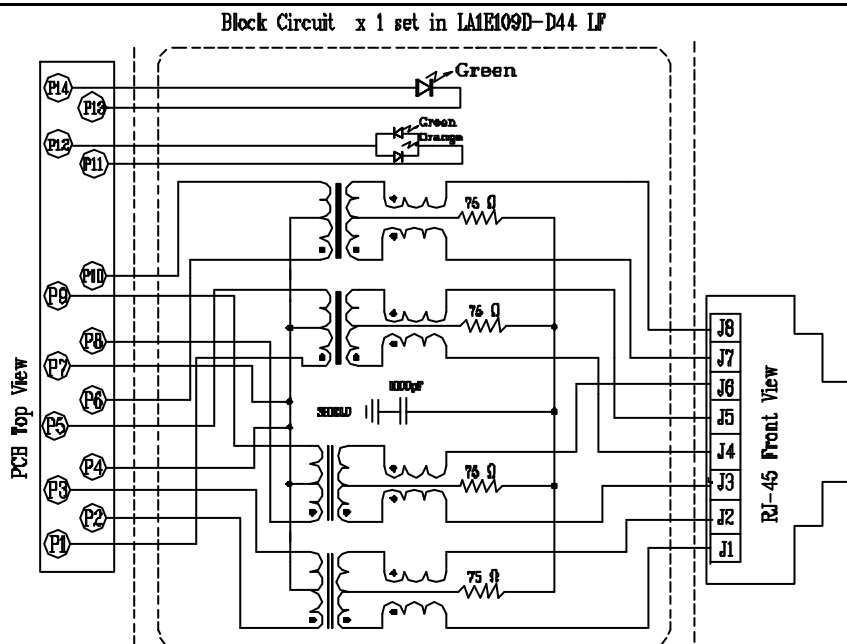 Block Circuit x 1 set in LA1E109D-D44 LF
Green
P14
P13
Green
Orange
P12
P11
75 Ω
P10
P9
75 Ω
J8
P8
J7
P7
1000pF
J6
P6
SHIELD
J5
P5
J4
P4
75 Ω
J3
P3
J2
P2
75 Ω
J1
P1
PCB Top View
RJ-45 Front View